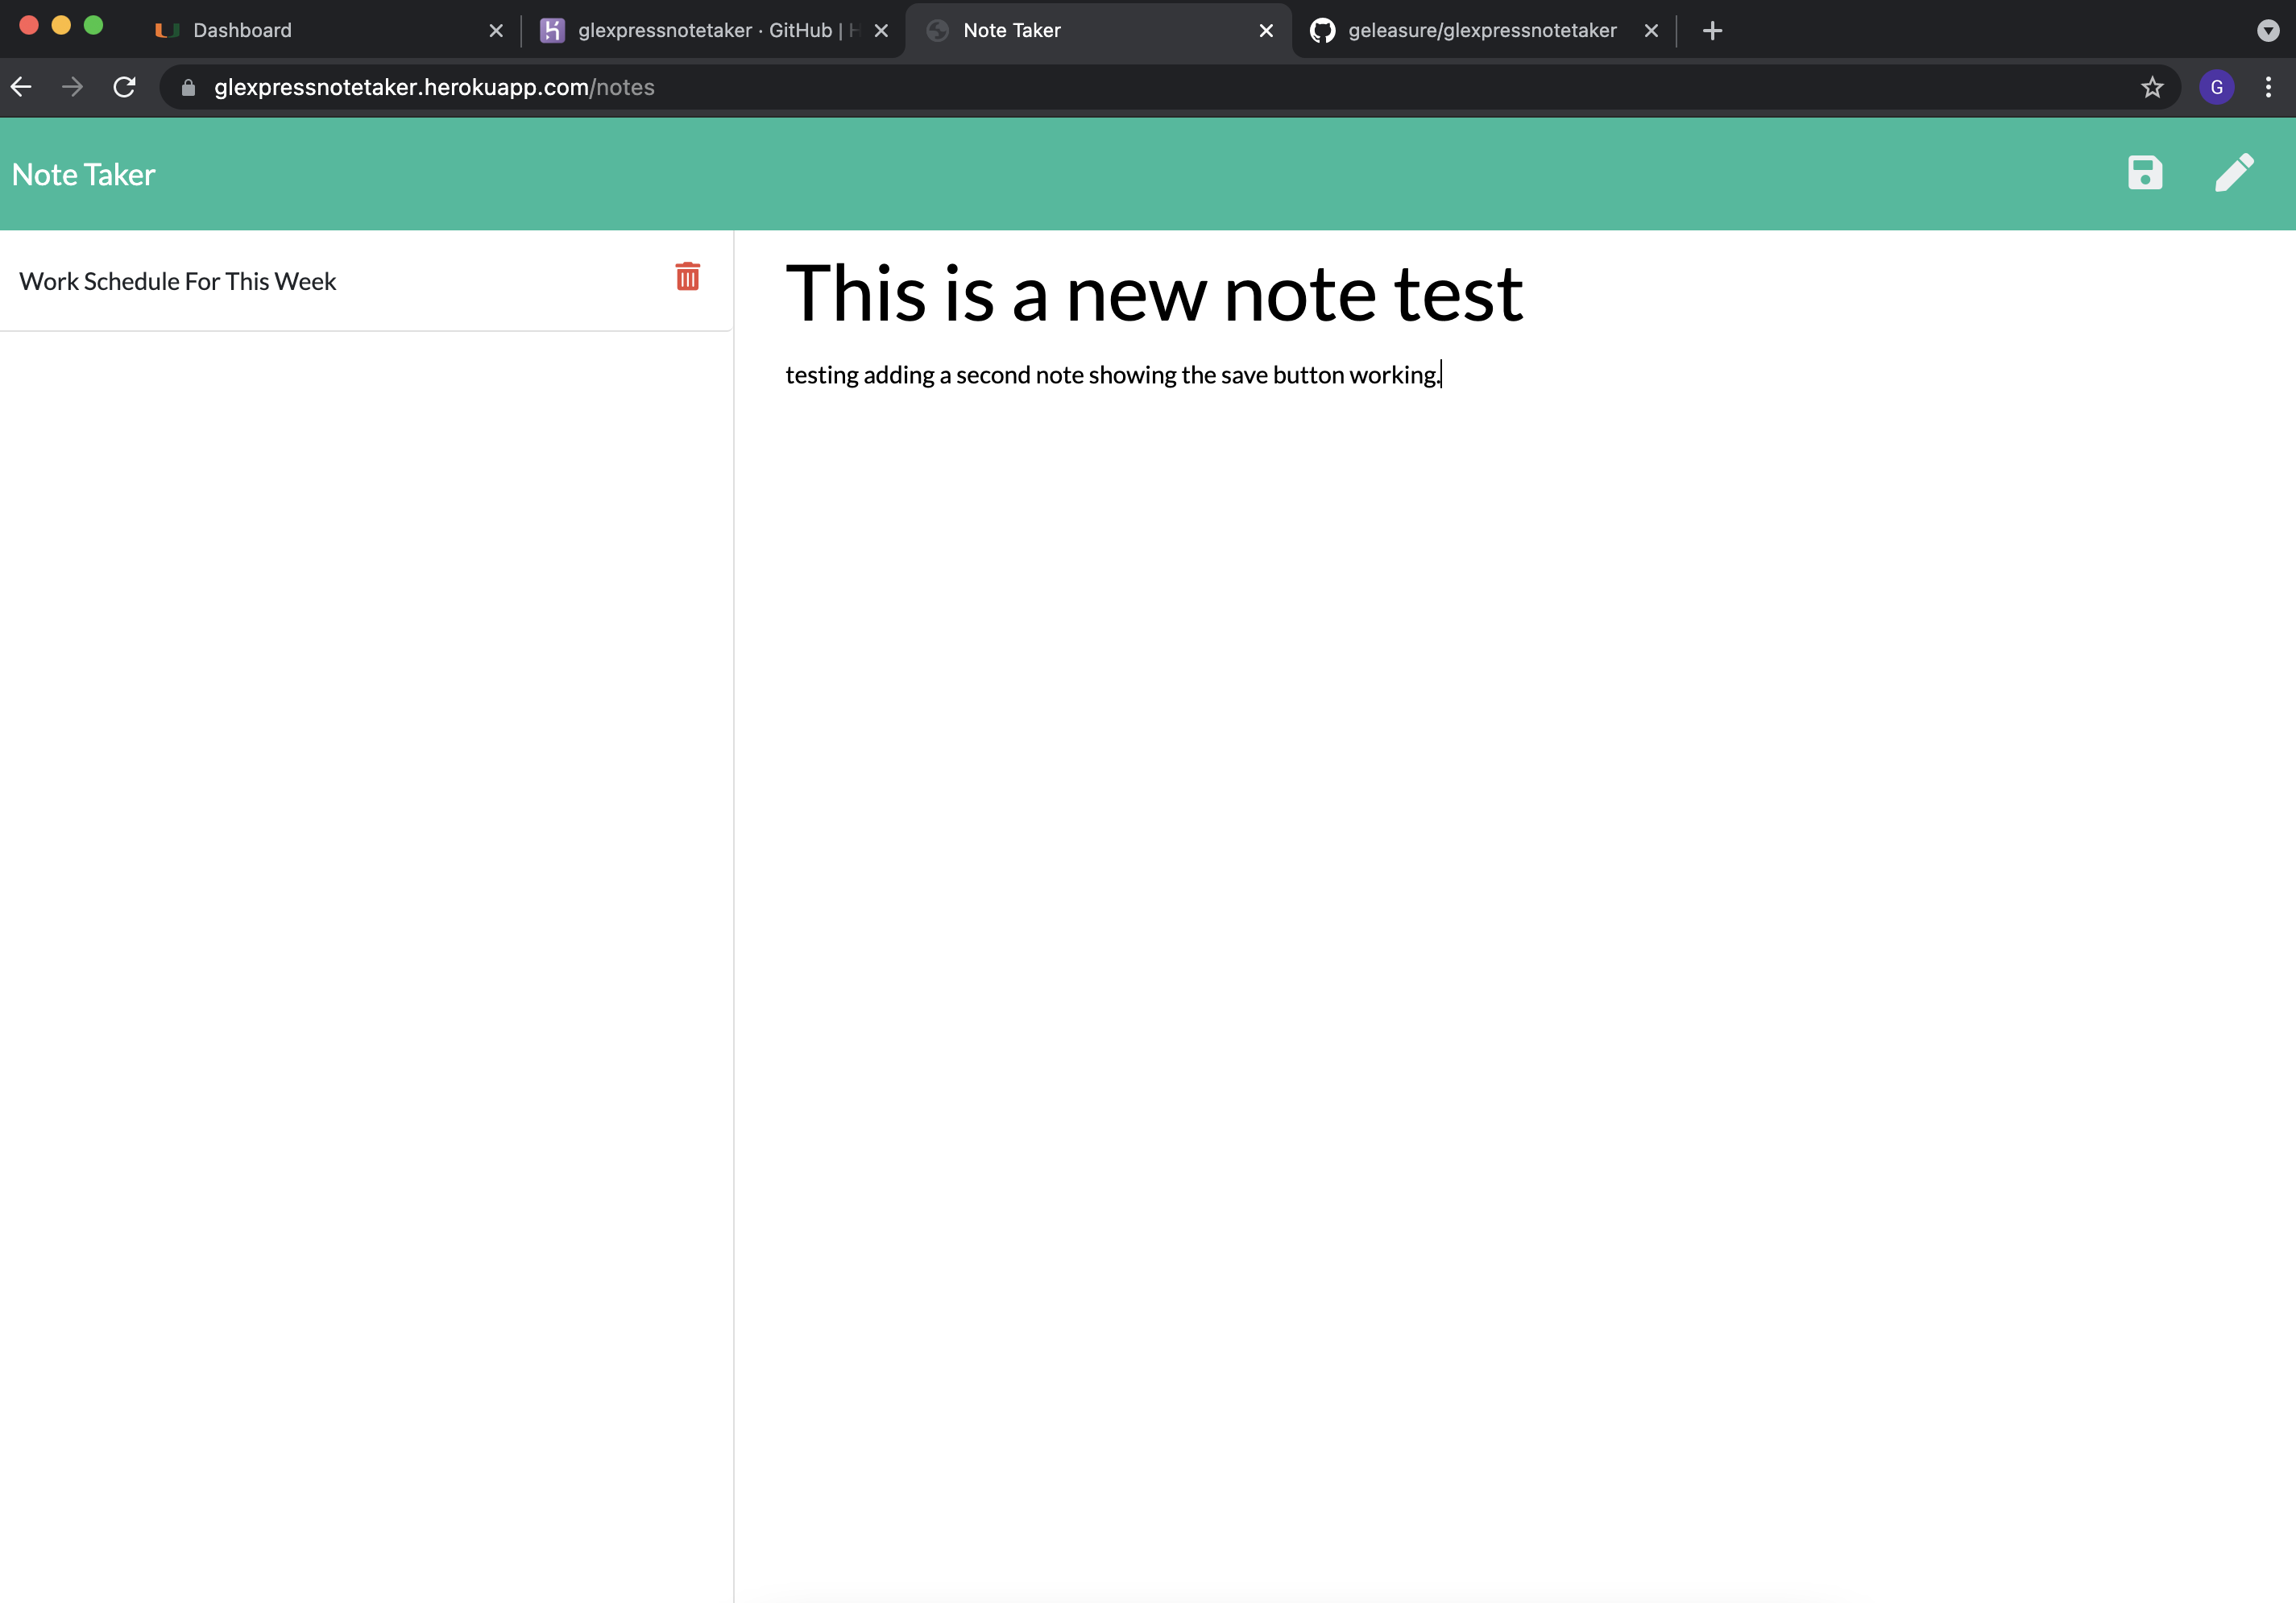 Dashboard
glexpressnotetaker · GitHub |
Note Taker
geleasure/glexpressnotetaker
glexpressnotetaker.herokuapp.com/notes
G
Note Taker
Work Schedule For This Week
This is a new note test
testing adding a second note showing the save button working.